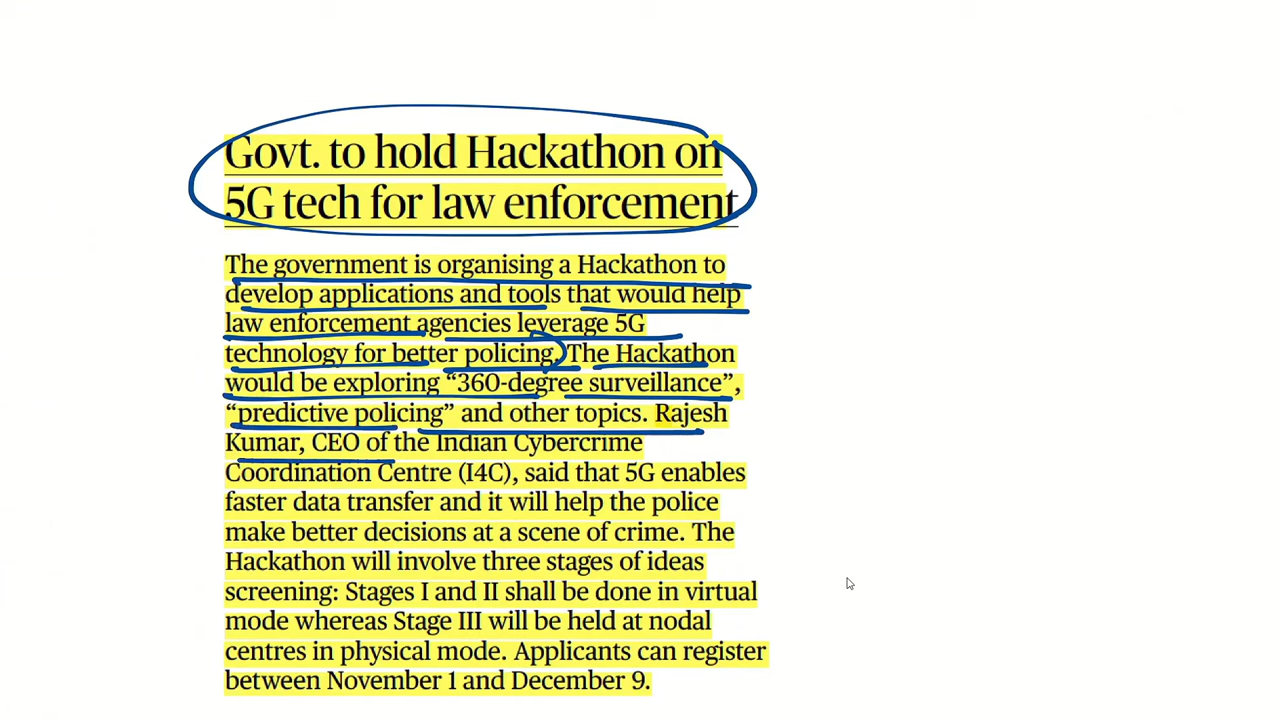 Govt. to hold Hackathon on
5G tech for law enforcement
The government is organising a Hackathon to
develop applications and tools that would help
law enforcement agencies leverage 5G
technology for better policing. The Hackathon
would be exploring “360-degree surveillance”,
“predictive policing” and other topics. Rajesh
Kumar, CEO of the Indian Cybercrime
Coordination Centre (I4C), said that 5G enables
faster data transfer and it will help the police
make better decisions at a scene of crime. The
Hackathon will involve three stages of ideas
screening: Stages I and II shall be done in virtual
mode whereas Stage III will be held at nodal
centres in physical mode. Applicants can register
between November 1 and December 9.